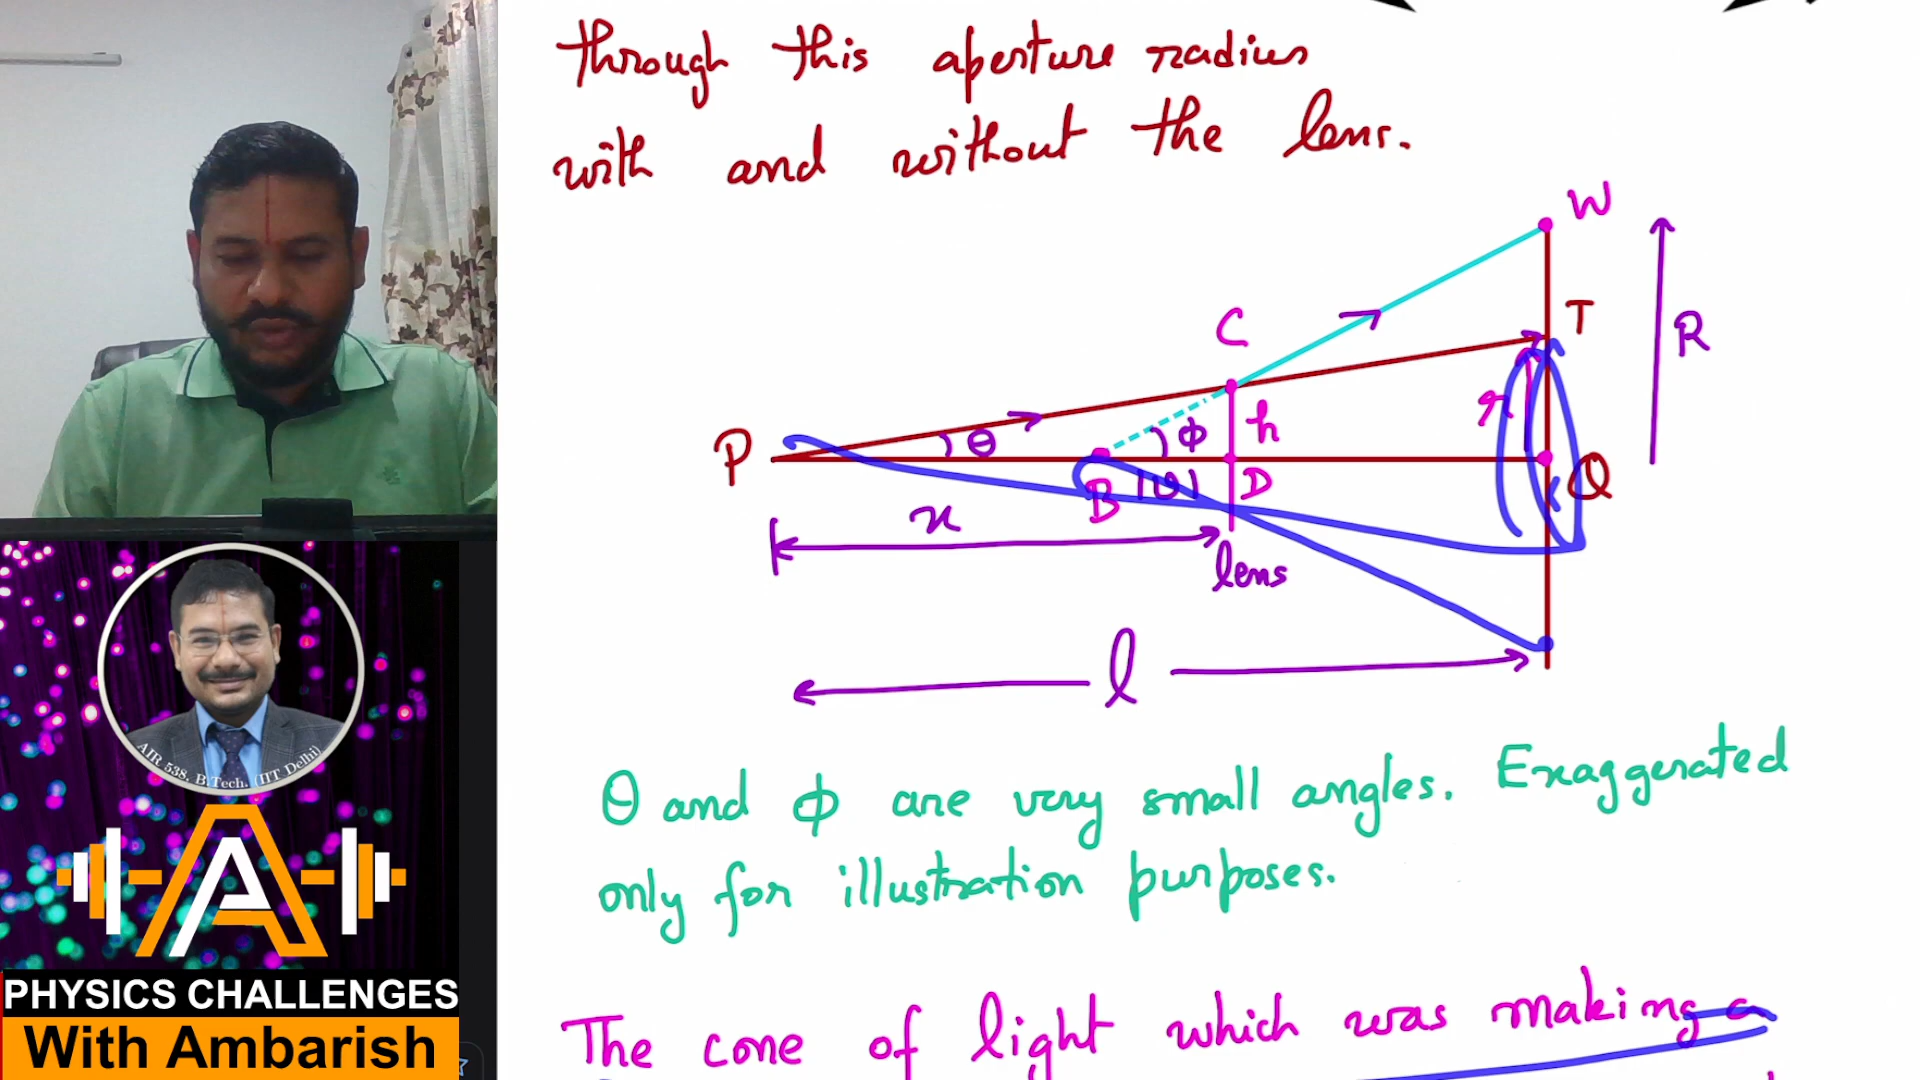 through this aperture radius
with and without the lens.
W
R
T
C
r
h
P
θ
ϕ
Q
B
(θ)
D
x
lens
l
θ and ϕ are very small angles. Exaggerated
only for illustration purposes.
The cone of light which was making a
AIR 538, B.Tech. (IIT Delhi)
A
PHYSICS CHALLENGES
With Ambarish